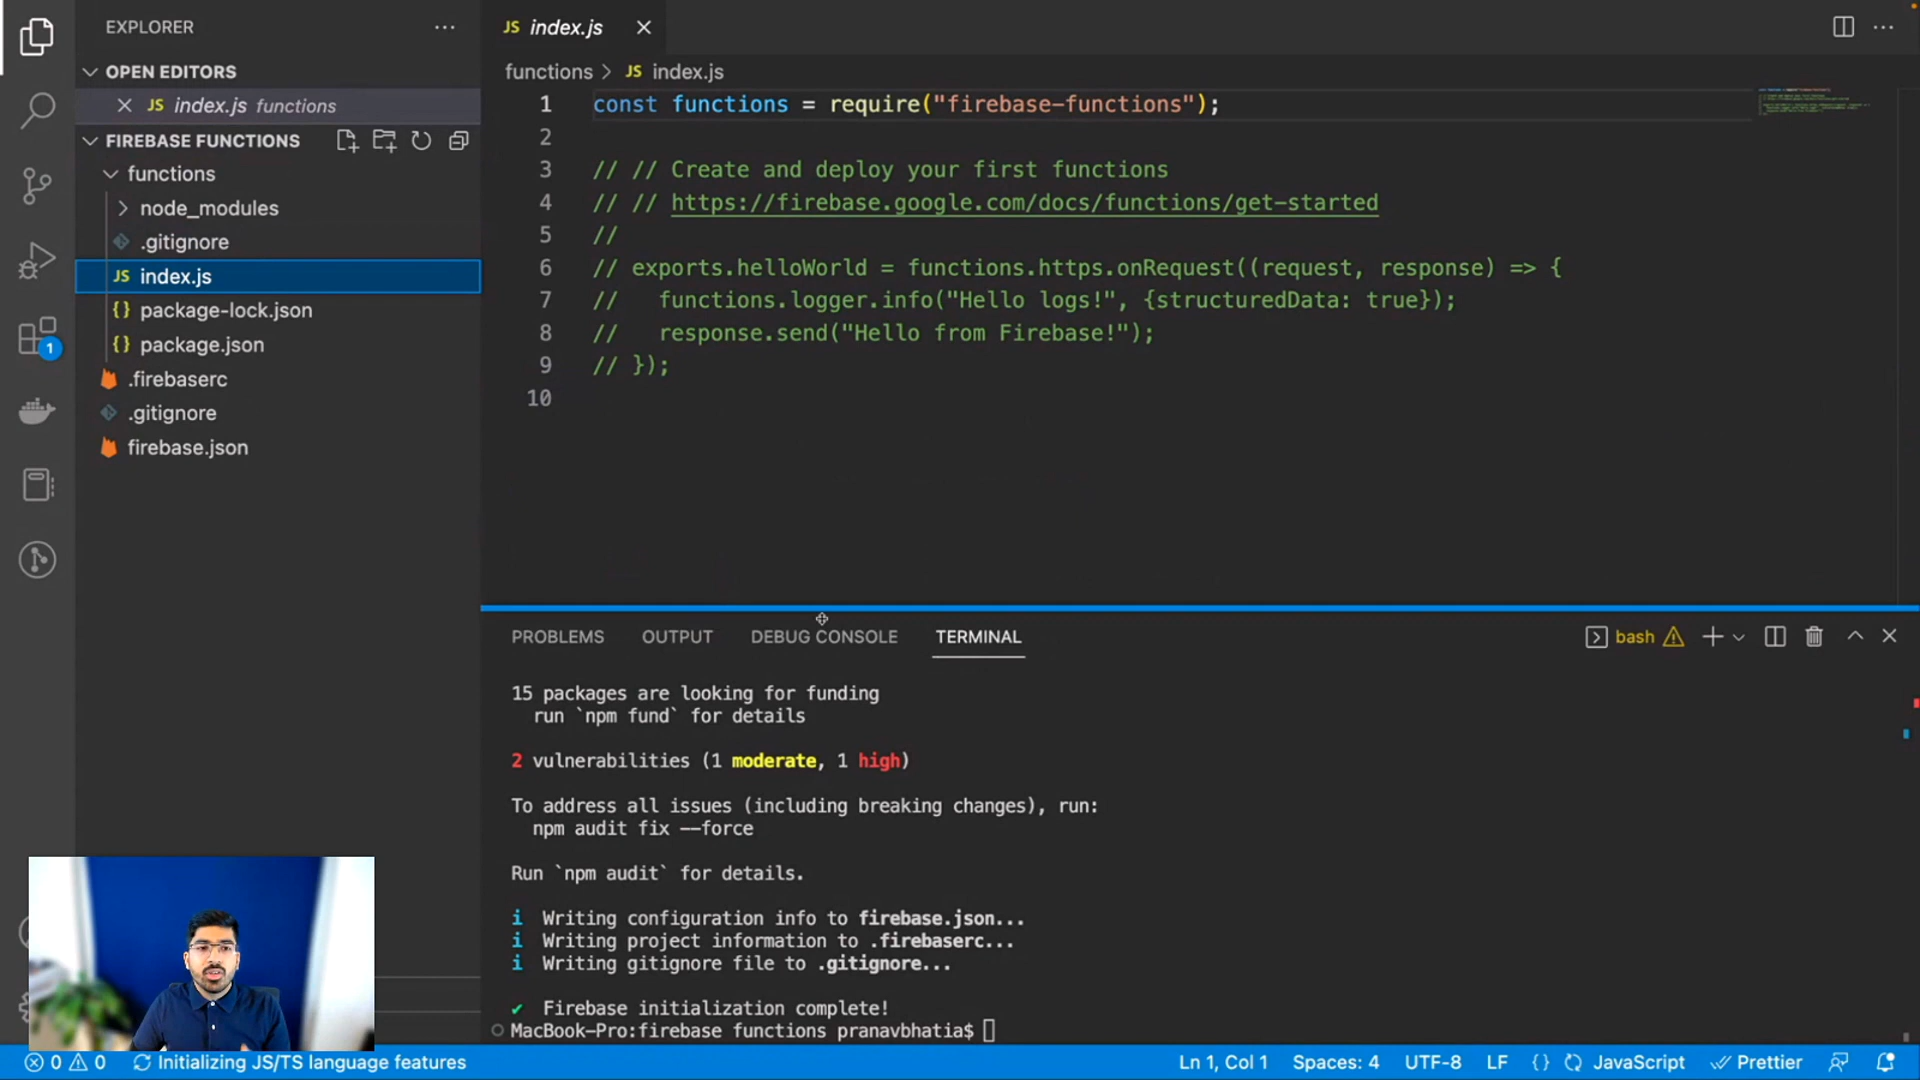 EXPLORER
OPEN EDITORS
JS index.js functions
FIREBASE FUNCTIONS
functions
node_modules
.gitignore
JS index.js
{} package-lock.json
{} package.json
.firebaserc
.gitignore
firebase.json
1
JS index.js
functions > JS index.js
1 const functions = require("firebase-functions");
2
3 // // Create and deploy your first functions
4 // // https://firebase.google.com/docs/functions/get-started
5 //
6 // exports.helloWorld = functions.https.onRequest((request, response) => {
7 //   functions.logger.info("Hello logs!", {structuredData: true});
8 //   response.send("Hello from Firebase!");
9 // });
10
PROBLEMS OUTPUT DEBUG CONSOLE TERMINAL
bash
15 packages are looking for funding
run `npm fund` for details
2 vulnerabilities (1 moderate, 1 high)
To address all issues (including breaking changes), run:
npm audit fix --force
Run `npm audit` for details.
i Writing configuration info to firebase.json...
i Writing project information to .firebaserc...
i Writing gitignore file to .gitignore...
✔ Firebase initialization complete!
MacBook-Pro:firebase functions pranavbhatia$
0 0 Initializing JS/TS language features
Ln 1, Col 1 Spaces: 4 UTF-8 LF {} JavaScript Prettier